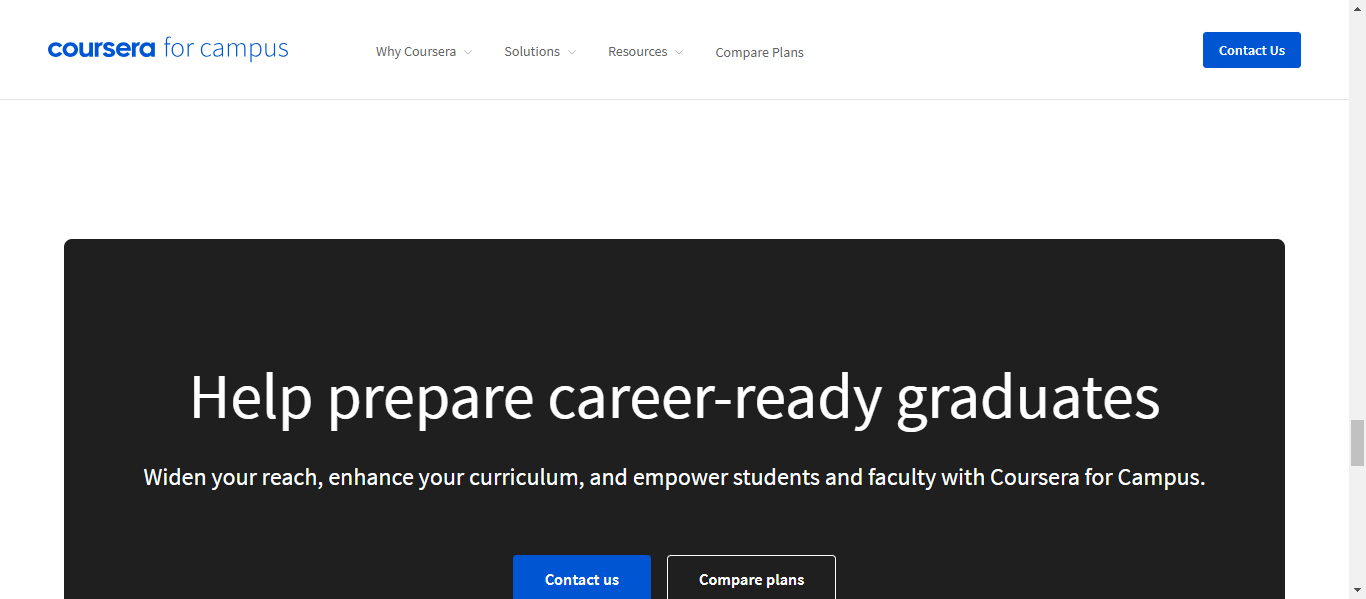 coursera for campus
Why Coursera
Solutions
Resources
Compare Plans
Contact Us
Help prepare career-ready graduates
Widen your reach, enhance your curriculum, and empower students and faculty with Coursera for Campus.
Contact us
Compare plans